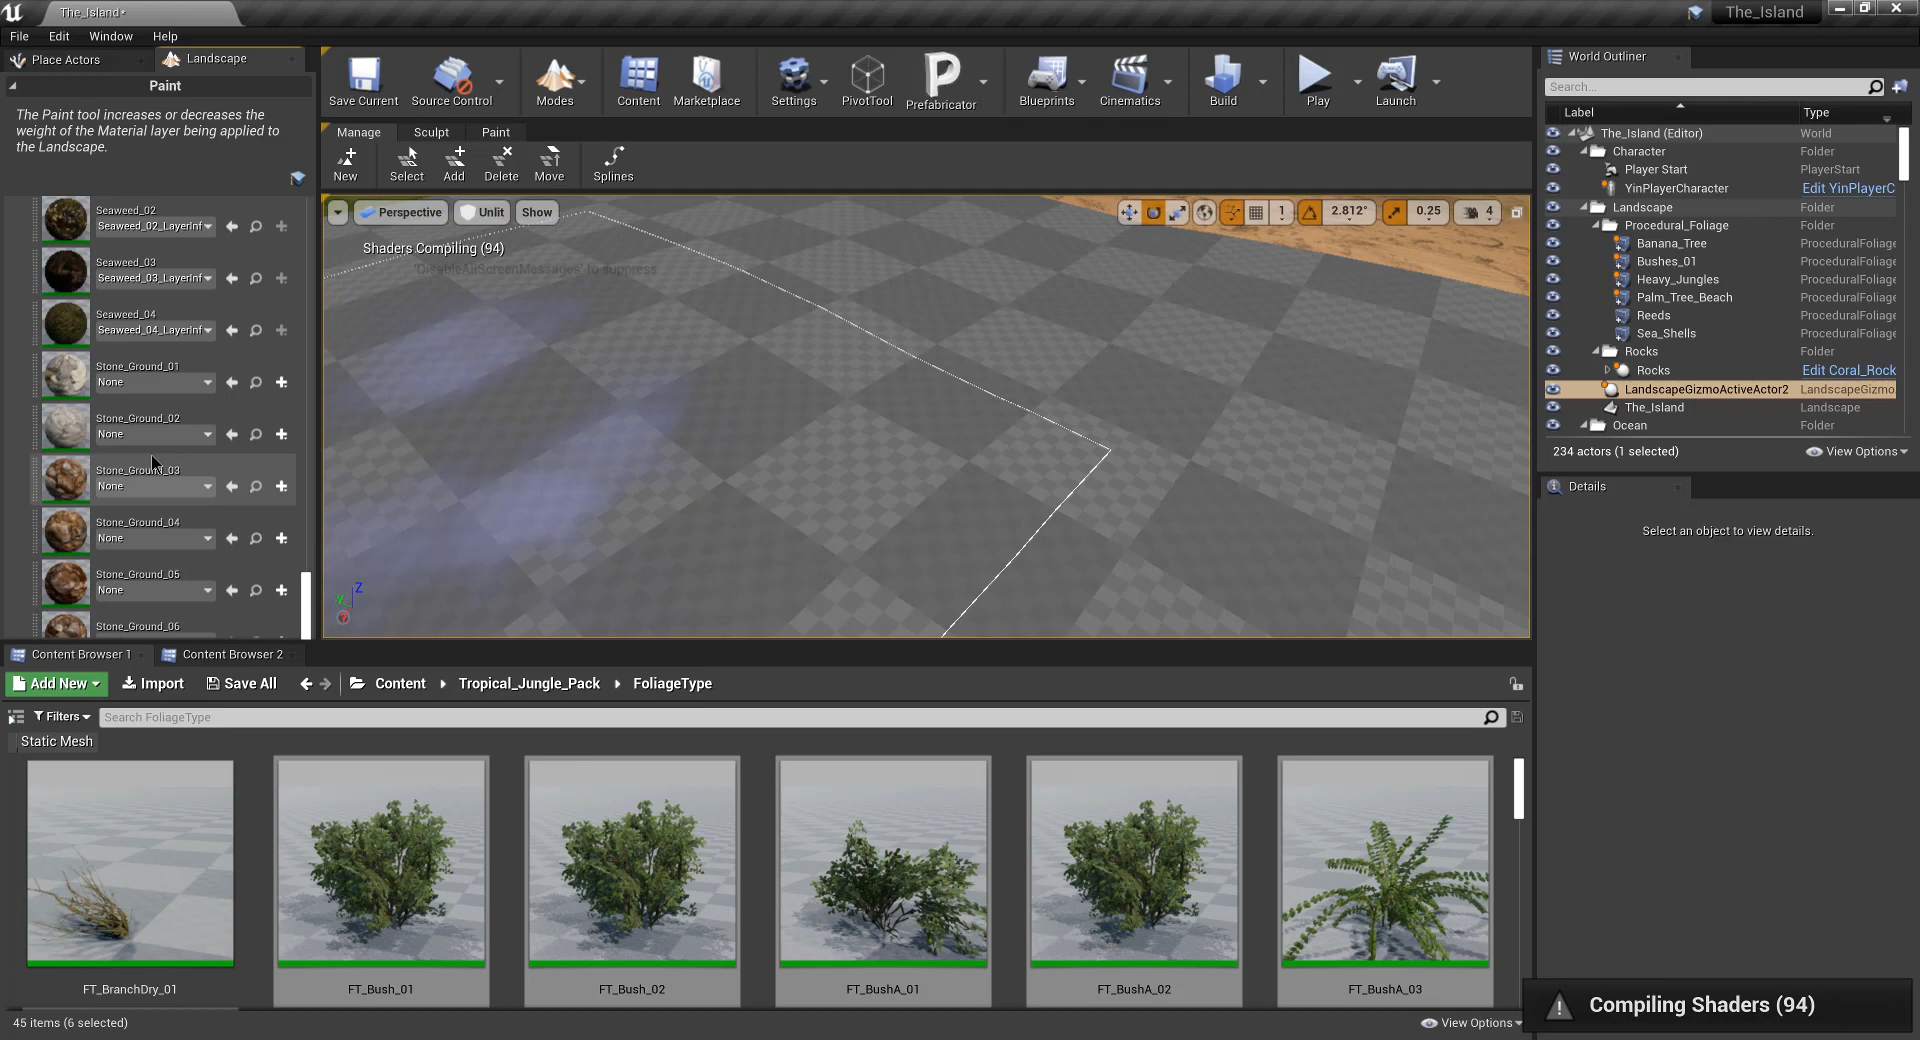 The_Island*
The_Island
File Edit Window Help
Place Actors
Landscape
Paint
The Paint tool increases or decreases the
weight of the Material layer being applied to
the Landscape.
Seaweed_02
Seaweed_02_LayerInf
Seaweed_03
Seaweed_03_LayerInf
Seaweed_04
Seaweed_04_LayerInf
Stone_Ground_01
None
Stone_Ground_02
None
Stone_Ground_03
None
Stone_Ground_04
None
Stone_Ground_05
None
Stone_Ground_06
Save Current Source Control Modes Content Marketplace Settings PivotTool Prefabricator Blueprints Cinematics Build Play Launch
Manage Sculpt Paint
New Select Add Delete Move Splines
Perspective Unlit Show
1 2.812° 0.25 4
Shaders Compiling (94)
'DisableAllScreenMessages' to suppress
Z
Y
World Outliner
Search...
Label Type
The_Island (Editor) World
Character Folder
Player Start PlayerStart
YinPlayerCharacter Edit YinPlayerC
Landscape Folder
Procedural_Foliage Folder
Banana_Tree ProceduralFoliage
Bushes_01 ProceduralFoliage
Heavy_Jungles ProceduralFoliage
Palm_Tree_Beach ProceduralFoliage
Reeds ProceduralFoliage
Sea_Shells ProceduralFoliage
Rocks Folder
Rocks Edit Coral_Rock
LandscapeGizmoActiveActor2 LandscapeGizmo
The_Island Landscape
Ocean Folder
234 actors (1 selected) View Options
Details
Select an object to view details.
Content Browser 1 Content Browser 2
Add New Import Save All Content Tropical_Jungle_Pack FoliageType
Filters Search FoliageType
Static Mesh
FT_BranchDry_01 FT_Bush_01 FT_Bush_02 FT_BushA_01 FT_BushA_02 FT_BushA_03
45 items (6 selected) View Options
Compiling Shaders (94)